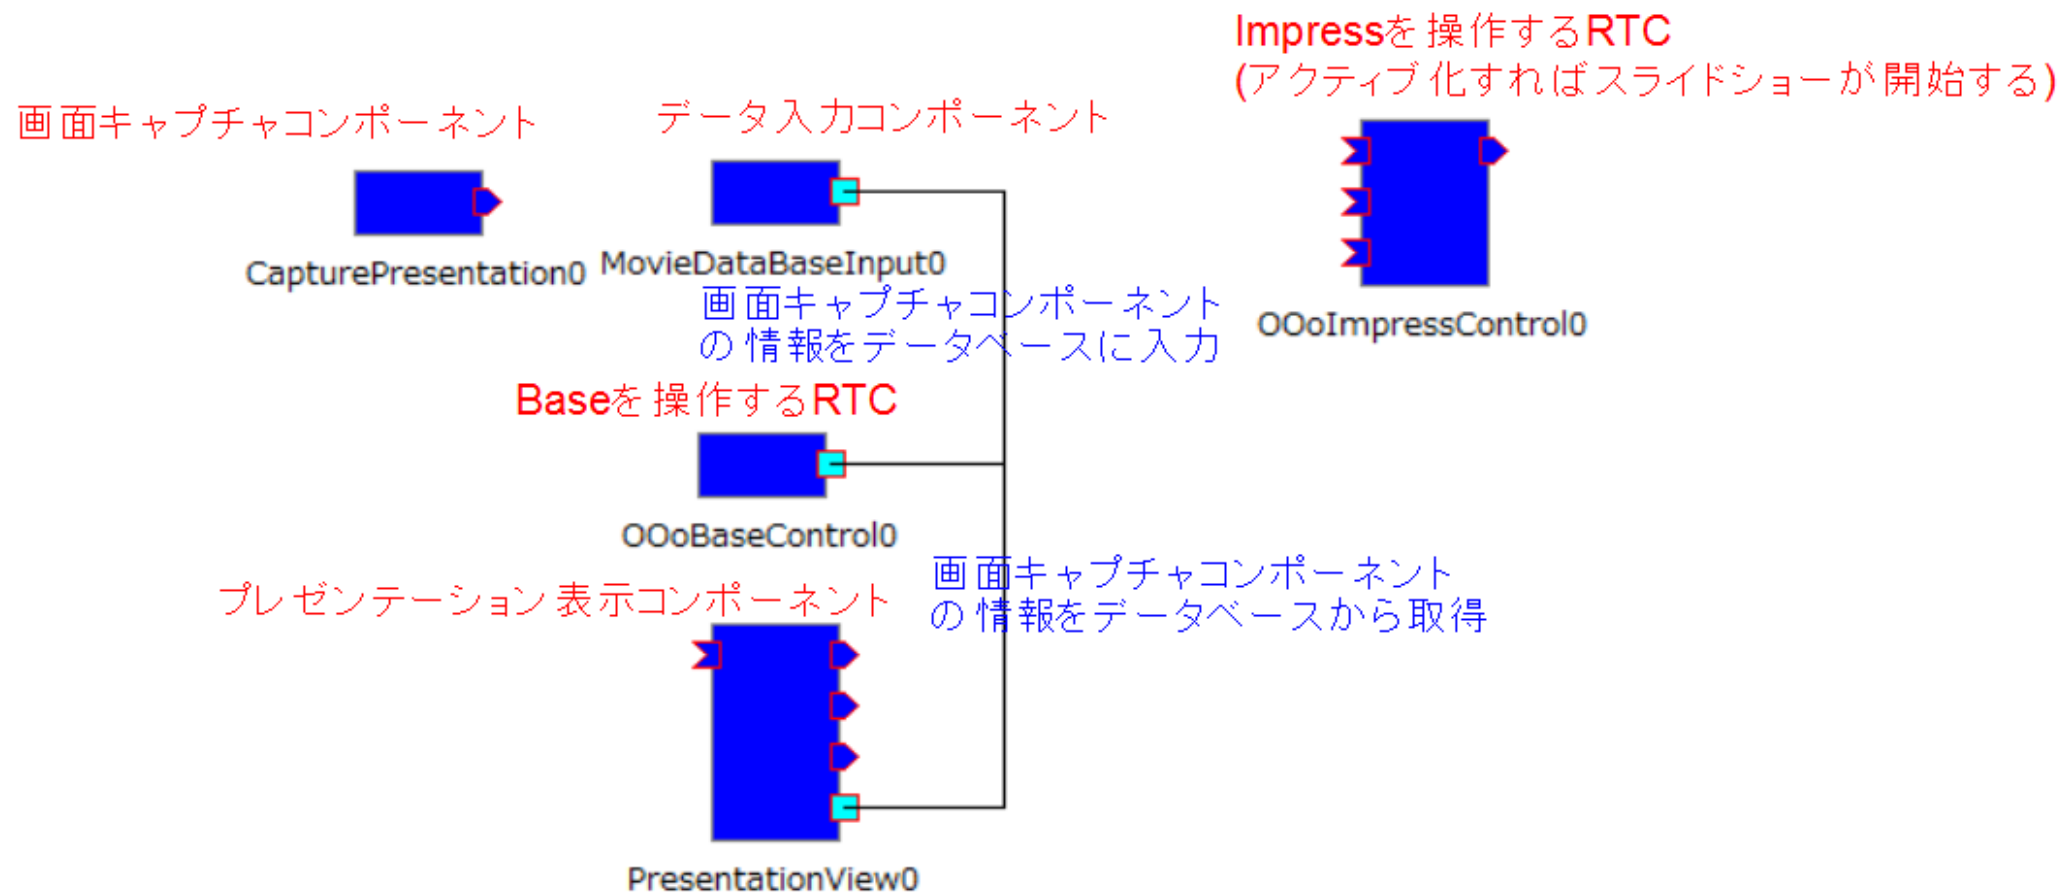 Impressを操作するRTC
(アクティブ化すればスライドショーが開始する)
画面キャプチャコンポーネント
データ入力コンポーネント
CapturePresentation0
MovieDataBaseInput0
画面キャプチャコンポーネント
の情報をデータベースに入力
OOoImpressControl0
Baseを操作するRTC
OOoBaseControl0
画面キャプチャコンポーネント
の情報をデータベースから取得
プレゼンテーション表示コンポーネント
PresentationView0